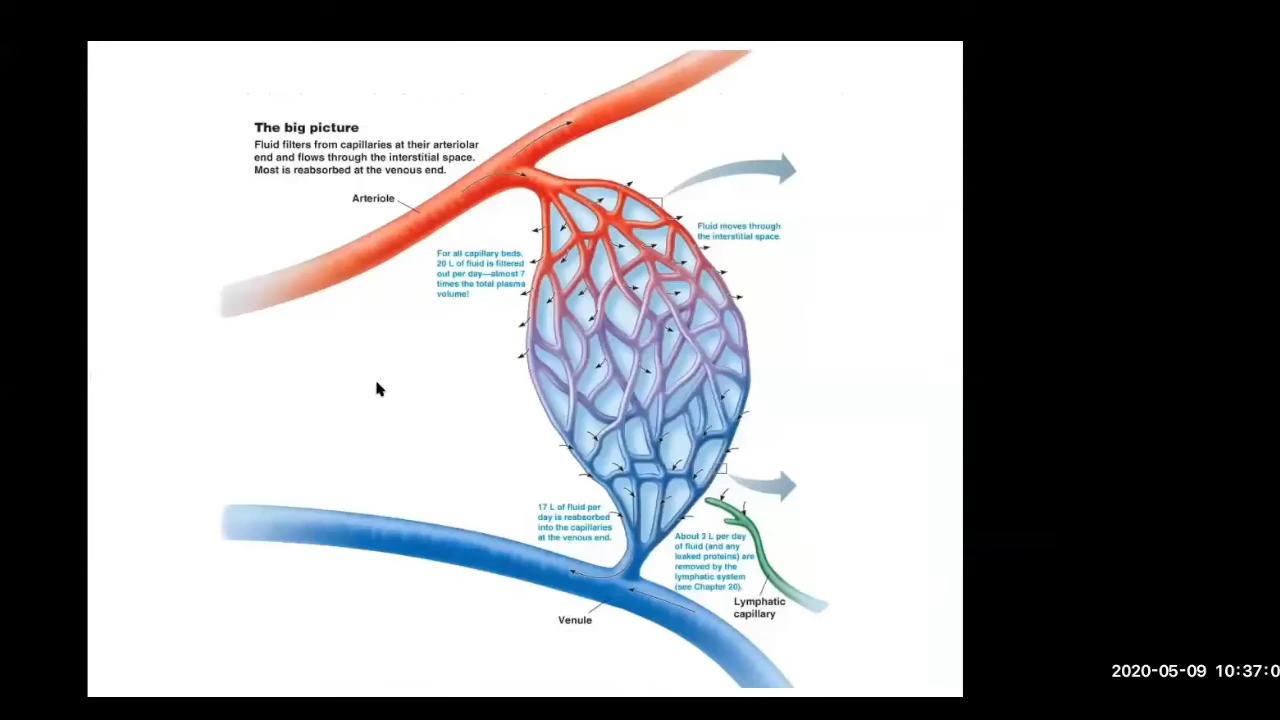 The big picture
Fluid filters from capillaries at their arteriolar
end and flows through the interstitial space.
Most is reabsorbed at the venous end.
Arteriole
Fluid moves through
the interstitial space.
For all capillary beds,
20 L of fluid is filtered
out per day—almost 7
times the total plasma
volume!
17 L of fluid per
day is reabsorbed
into the capillaries
at the venous end.
About 3 L per day
of fluid (and any
leaked proteins) are
removed by the
lymphatic system
(see Chapter 20).
Lymphatic
capillary
Venule
2020-05-09 10:37:0